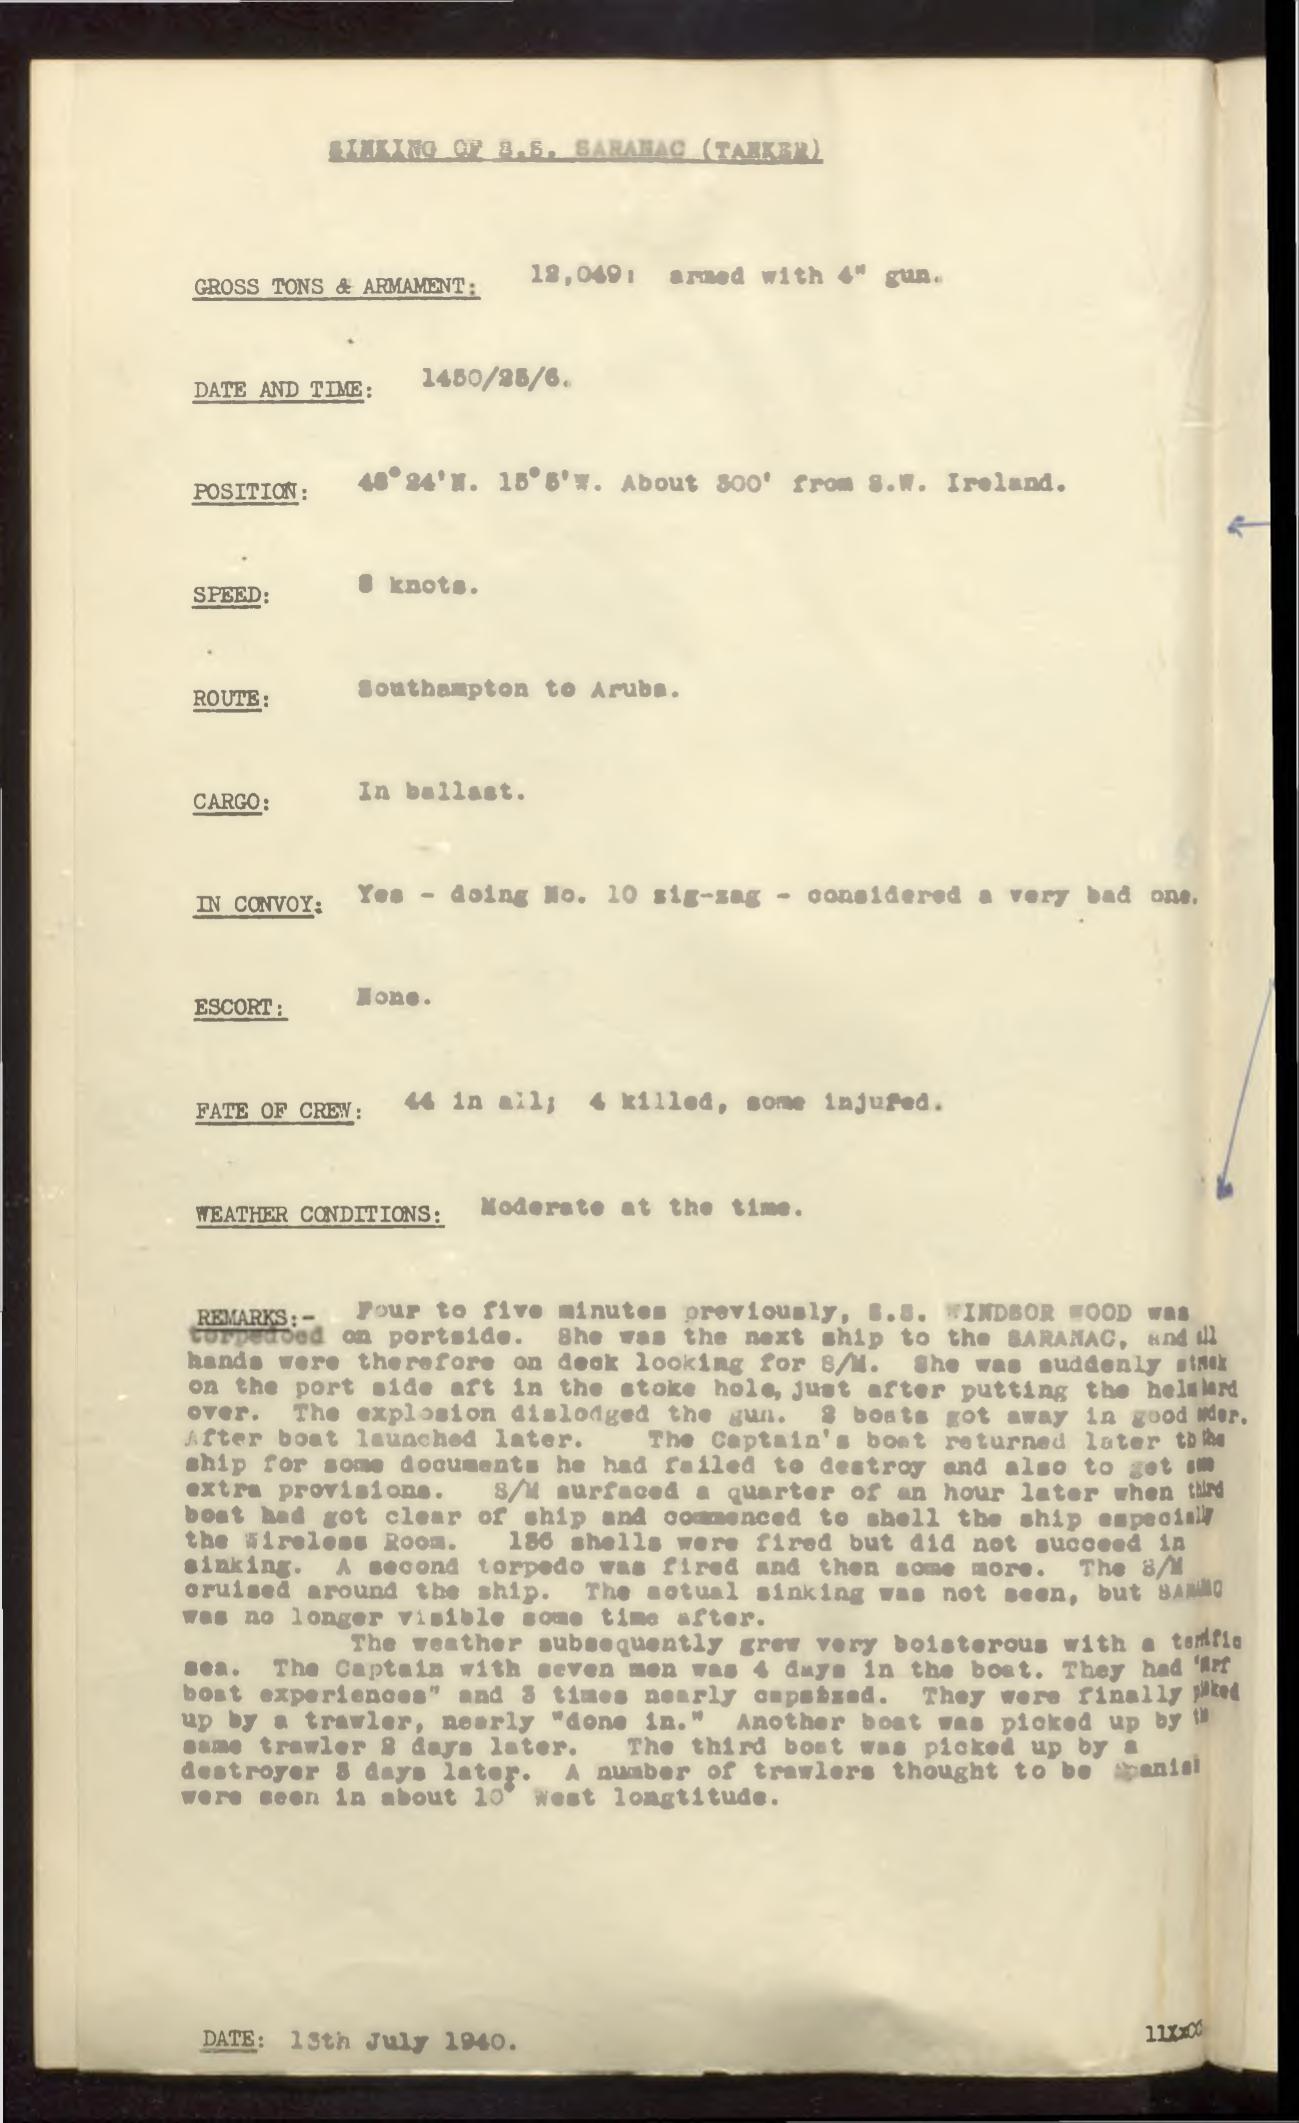 SINKING OF S.S. SARANAC (TANKER)
GROSS TONS & ARMAMENT: 12,049: armed with 4" gun.
DATE AND TIME: 1450/25/6.
POSITION: 48°24'N. 15°5'W. About 300' from S.W. Ireland.
SPEED: 8 knots.
ROUTE: Southampton to Aruba.
CARGO: In ballast.
IN CONVOY: Yes - doing No. 10 zig-zag - considered a very bad one.
ESCORT: None.
FATE OF CREW: 44 in all; 4 killed, some injured.
WEATHER CONDITIONS: Moderate at the time.
REMARKS:- Four to five minutes previously, S.S. WINDSOR WOOD was
torpedoed on portside. She was the next ship to the SARANAC, and all
hands were therefore on deck looking for S/M. She was suddenly struck
on the port side aft in the stoke hole, just after putting the helm hard
over. The explosion dislodged the gun. 2 boats got away in good order.
After boat launched later. The Captain's boat returned later to the
ship for some documents he had failed to destroy and also to get some
extra provisions. S/M surfaced a quarter of an hour later when third
boat had got clear of ship and commenced to shell the ship especially
the Wireless Room. shells were fired but did not succeed in
sinking. A second torpedo was fired and then some more. The S/M
cruised around the ship. The actual sinking was not seen, but SARANAC
was no longer visible some time after.
The weather subsequently grew very boisterous with a terrific
sea. The Captain with seven men was 4 days in the boat. They had "surf
boat experiences" and 3 times nearly capsized. They were finally picked
up by a trawler, nearly "done in." Another boat was picked up by the
same trawler 2 days later. The third boat was picked up by a
destroyer days later. A number of trawlers thought to be Spanish
were seen in about 10° West longtitude.
DATE: 13th July 1940.